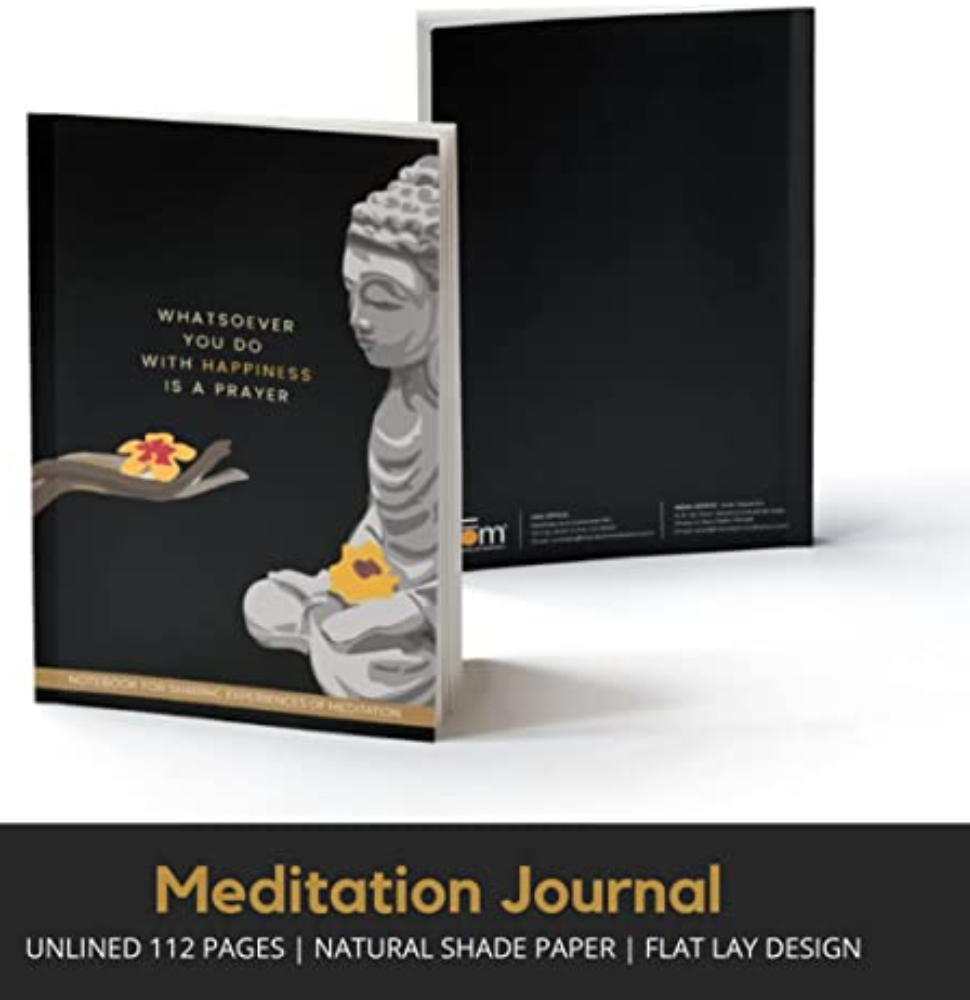 WHATSOEVER
YOU DO
WITH HAPPINESS
IS A PRAYER
NOTEBOOK FOR SHARING EXPERIENCES OF MEDITATION
Meditation Journal
UNLINED 112 PAGES | NATURAL SHADE PAPER | FLAT LAY DESIGN